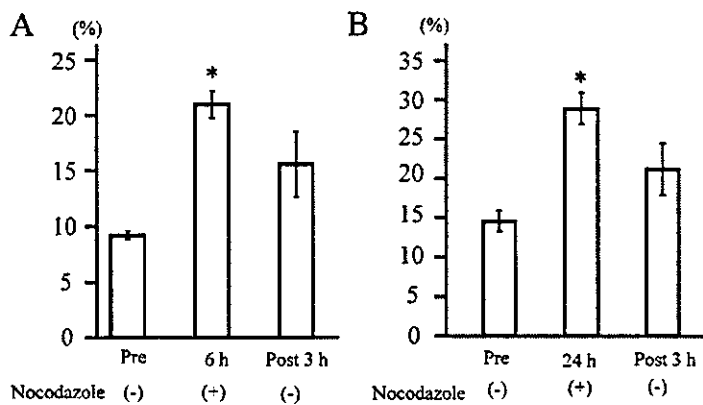 A
(%)
25
20
15
10
5
0
Pre
6 h
Post 3 h
Nocodazole (-) (+) (-)
B
(%)
35
30
25
20
15
10
5
0
Pre
24 h
Post 3 h
Nocodazole (-) (+) (-)
*
*